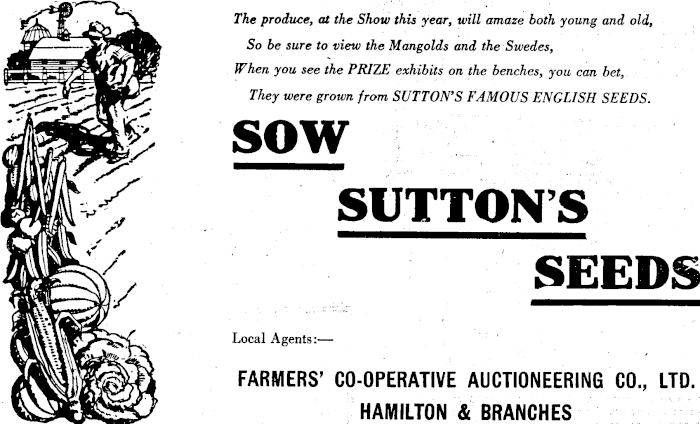 The produce, at the Show this year, will amaze both young and old,
So be sure to view the Mangolds and the Swedes,
When you see the PRIZE exhibits on the benches, you can bet,
They were grown from SUTTON'S FAMOUS ENGLISH SEEDS.
SOW
SUTTON'S
SEEDS
Local Agents:—
FARMERS' CO-OPERATIVE AUCTIONEERING CO., LTD.
HAMILTON & BRANCHES